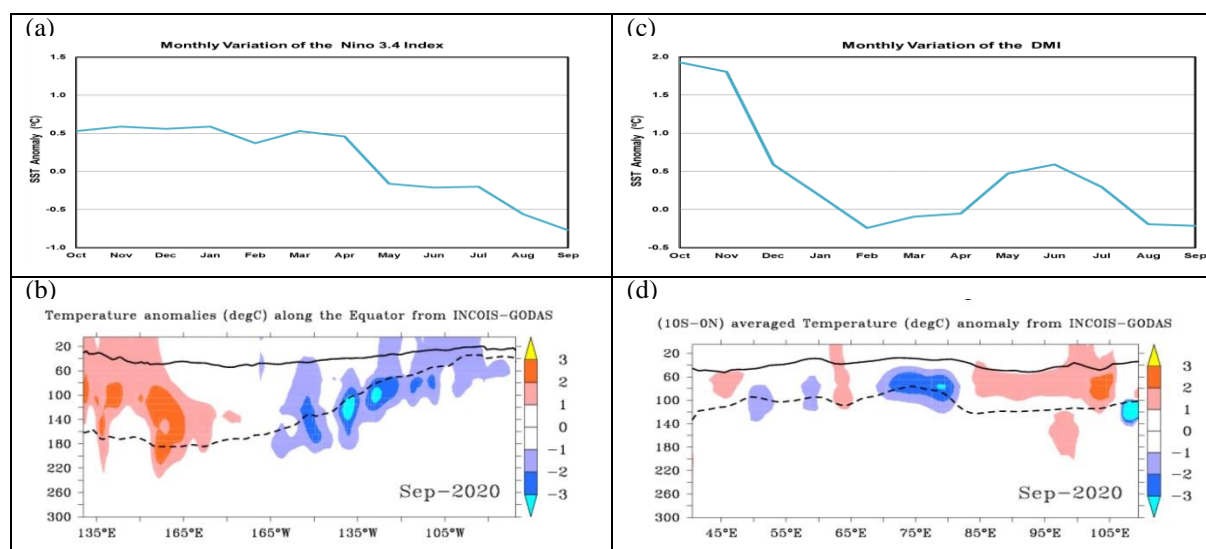 (a)
Monthly Variation of the Nino 3.4 Index
SST Anomaly (°C)
1.5
1.0
0.5
0.0
-0.5
-1.0
Oct Nov Dec Jan Feb Mar Apr May Jun Jul Aug Sep
(c)
Monthly Variation of the DMI
SST Anomaly (°C)
2.0
1.5
1.0
0.5
0.0
-0.5
Oct Nov Dec Jan Feb Mar Apr May Jun Jul Aug Sep
(b)
Temperature anomalies (degC) along the Equator from INCOIS-GODAS
20
60
100
140
180
220
260
300
135°E 165°E 165°W 135°W 105°W
Sep-2020
3
2
1
0
-1
-2
-3
(d)
(10S-0N) averaged Temperature (degC) anomaly from INCOIS-GODAS
20
60
100
140
180
220
260
300
45°E 55°E 65°E 75°E 85°E 95°E 105°E
Sep-2020
3
2
1
0
-1
-2
-3